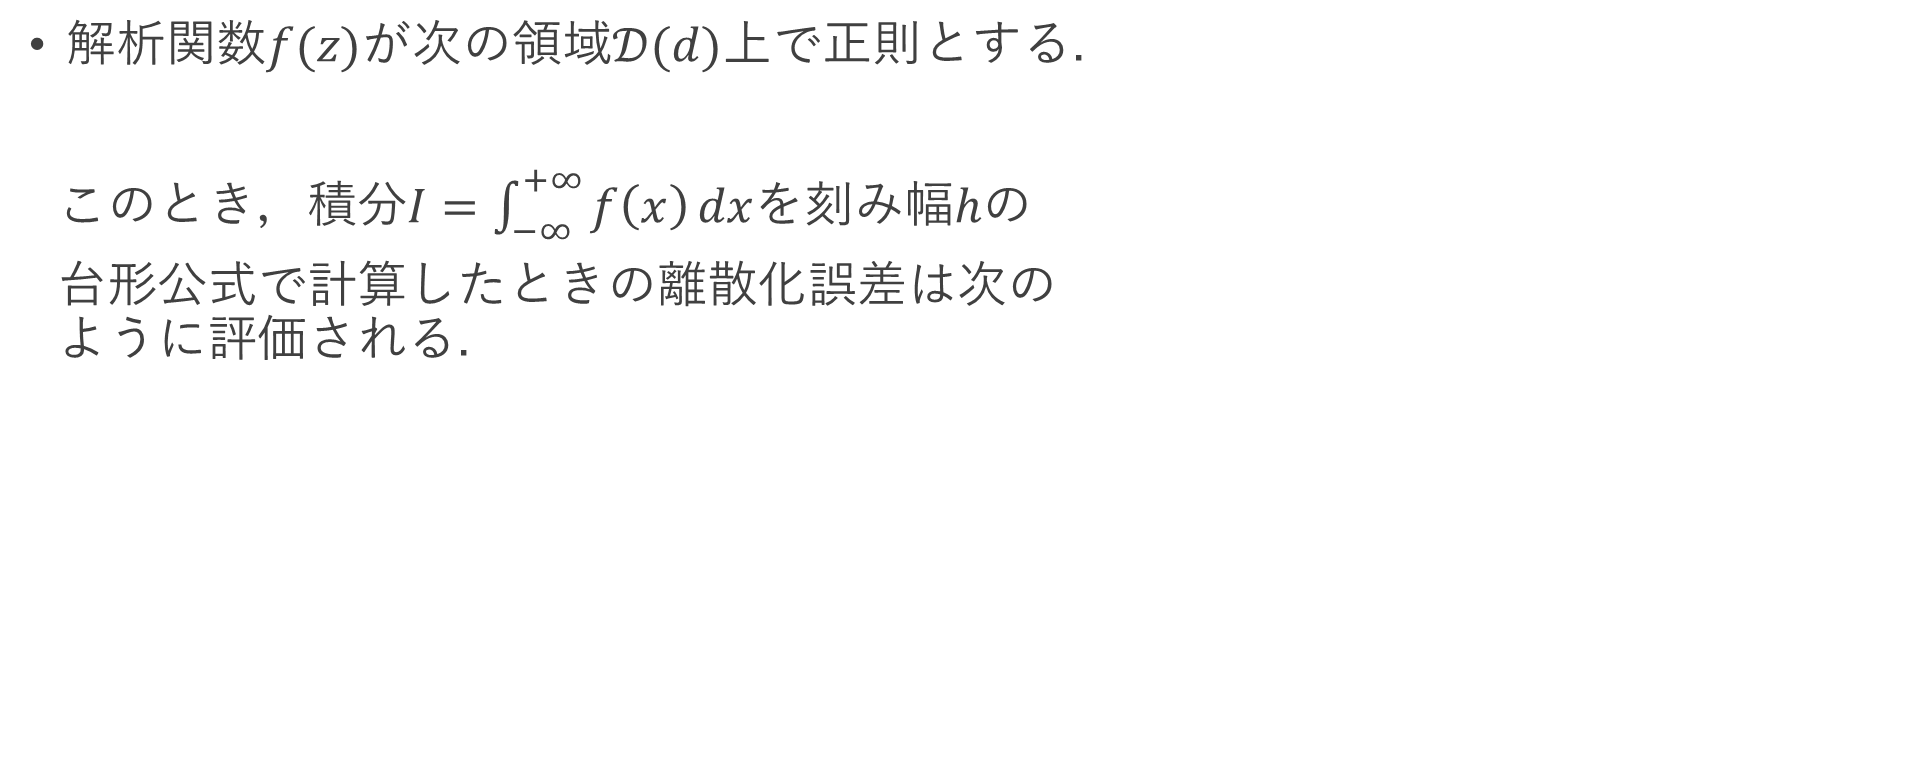 • 解析関数𝑓(𝑧)が次の領域𝒟(𝑑)上で正則とする．
このとき，積分𝐼 = ∫_{−∞}^{+∞} 𝑓(𝑥) 𝑑𝑥を刻み幅ℎの
台形公式で計算したときの離散化誤差は次の
ように評価される．